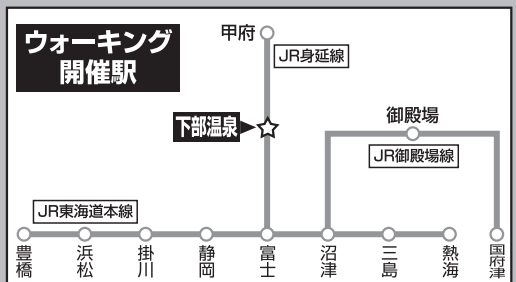 ウォーキング
開催駅
甲府
JR身延線
下部温泉
御殿場
JR御殿場線
JR東海道本線
豊橋
浜松
掛川
静岡
富士
沼津
三島
熱海
国府津